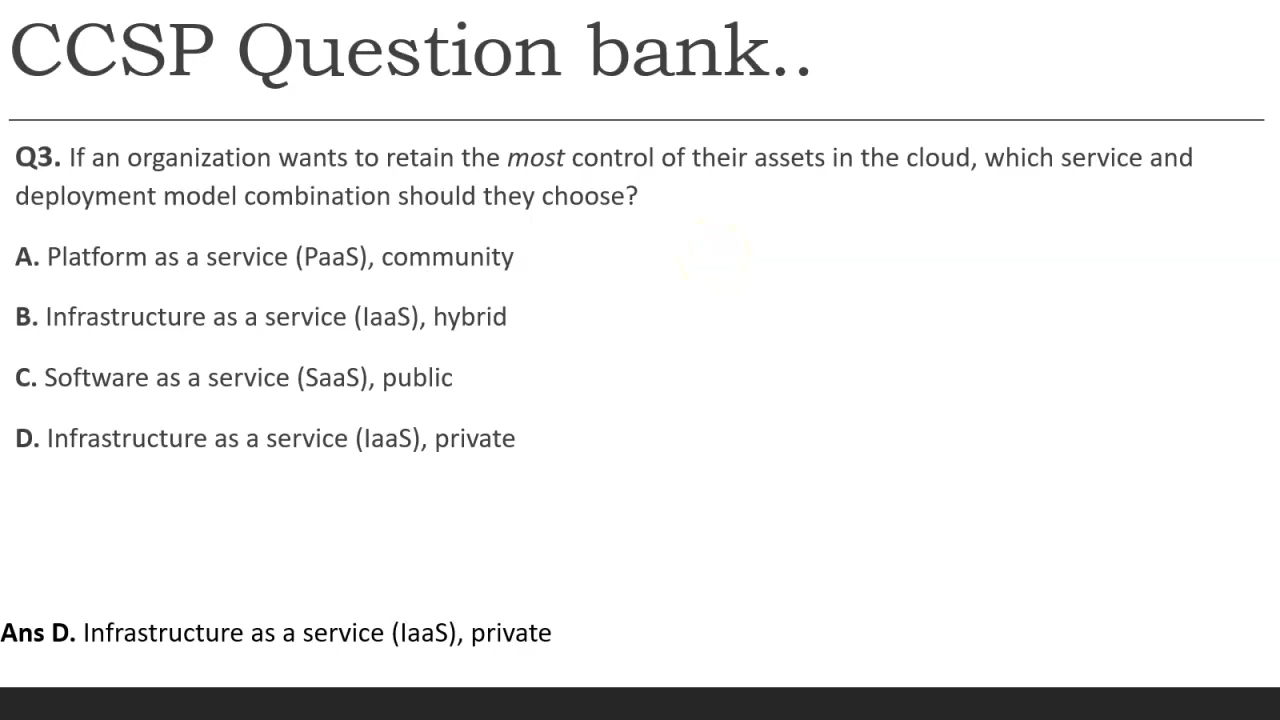 CCSP Question bank..
Q3. If an organization wants to retain the most control of their assets in the cloud, which service and
deployment model combination should they choose?
A. Platform as a service (PaaS), community
B. Infrastructure as a service (IaaS), hybrid
C. Software as a service (SaaS), public
D. Infrastructure as a service (IaaS), private
Ans D. Infrastructure as a service (IaaS), private